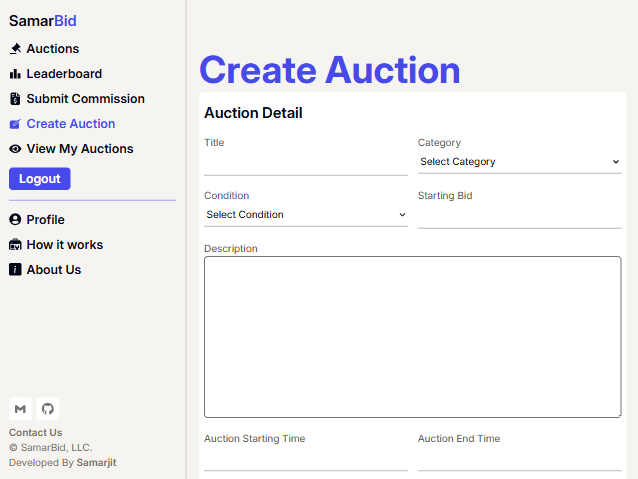 SamarBid
Auctions
Leaderboard
Submit Commission
Create Auction
View My Auctions
Logout
Profile
How it works
About Us
Contact Us
© SamarBid, LLC.
Developed By Samarjit
Create Auction
Auction Detail
Title
Category
Select Category
Condition
Starting Bid
Select Condition
Description
Auction Starting Time
Auction End Time